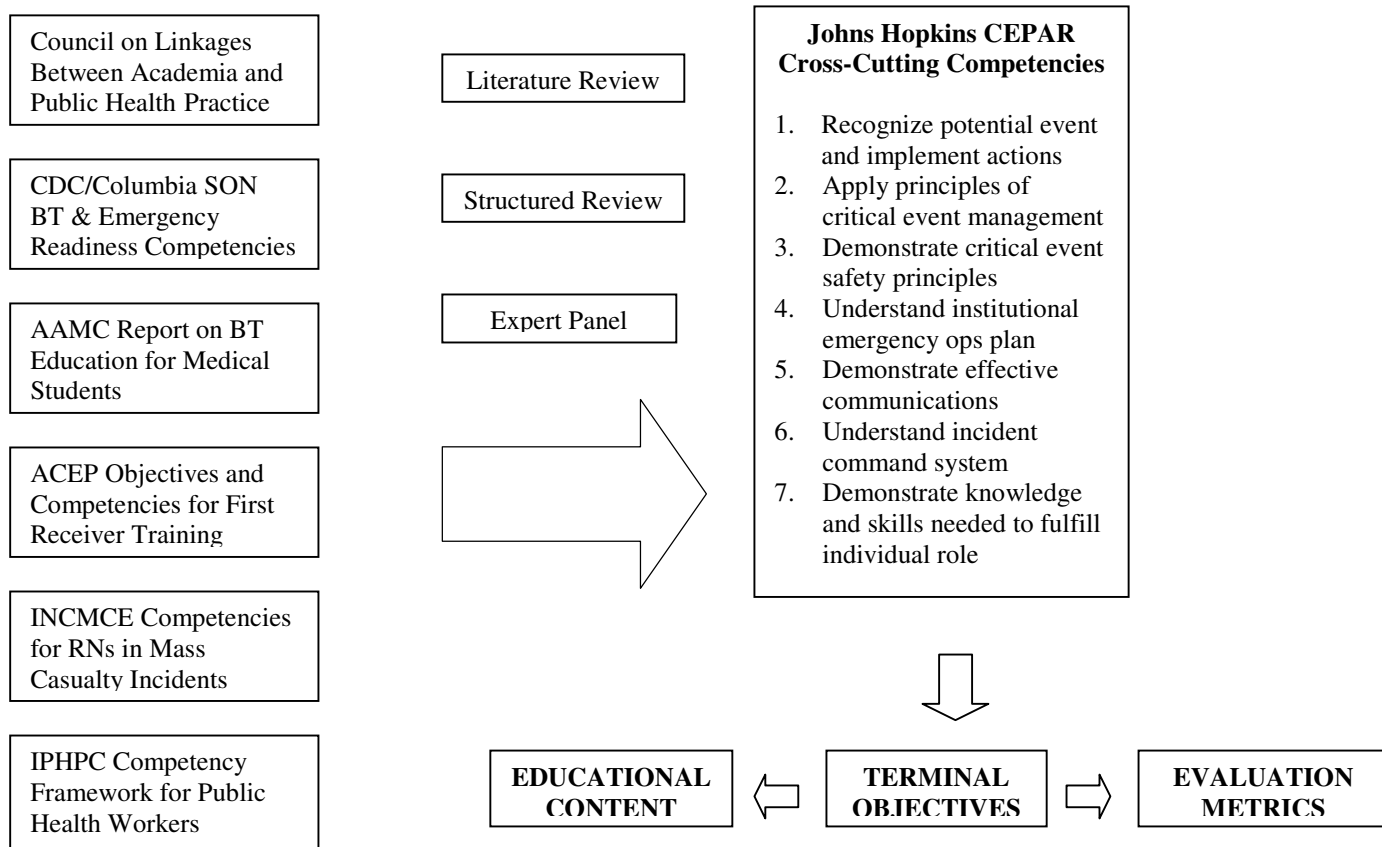 Council on Linkages
Between Academia and
Public Health Practice
CDC/Columbia SON
BT & Emergency
Readiness Competencies
AAMC Report on BT
Education for Medical
Students
ACEP Objectives and
Competencies for First
Receiver Training
INCMCE Competencies
for RNs in Mass
Casualty Incidents
IPHPC Competency
Framework for Public
Health Workers
Literature Review
Structured Review
Expert Panel
Johns Hopkins CEPAR
Cross-Cutting Competencies
1. Recognize potential event
and implement actions
2. Apply principles of
critical event management
3. Demonstrate critical event
safety principles
4. Understand institutional
emergency ops plan
5. Demonstrate effective
communications
6. Understand incident
command system
7. Demonstrate knowledge
and skills needed to fulfill
individual role
EDUCATIONAL
CONTENT
TERMINAL
OBJECTIVES
EVALUATION
METRICS